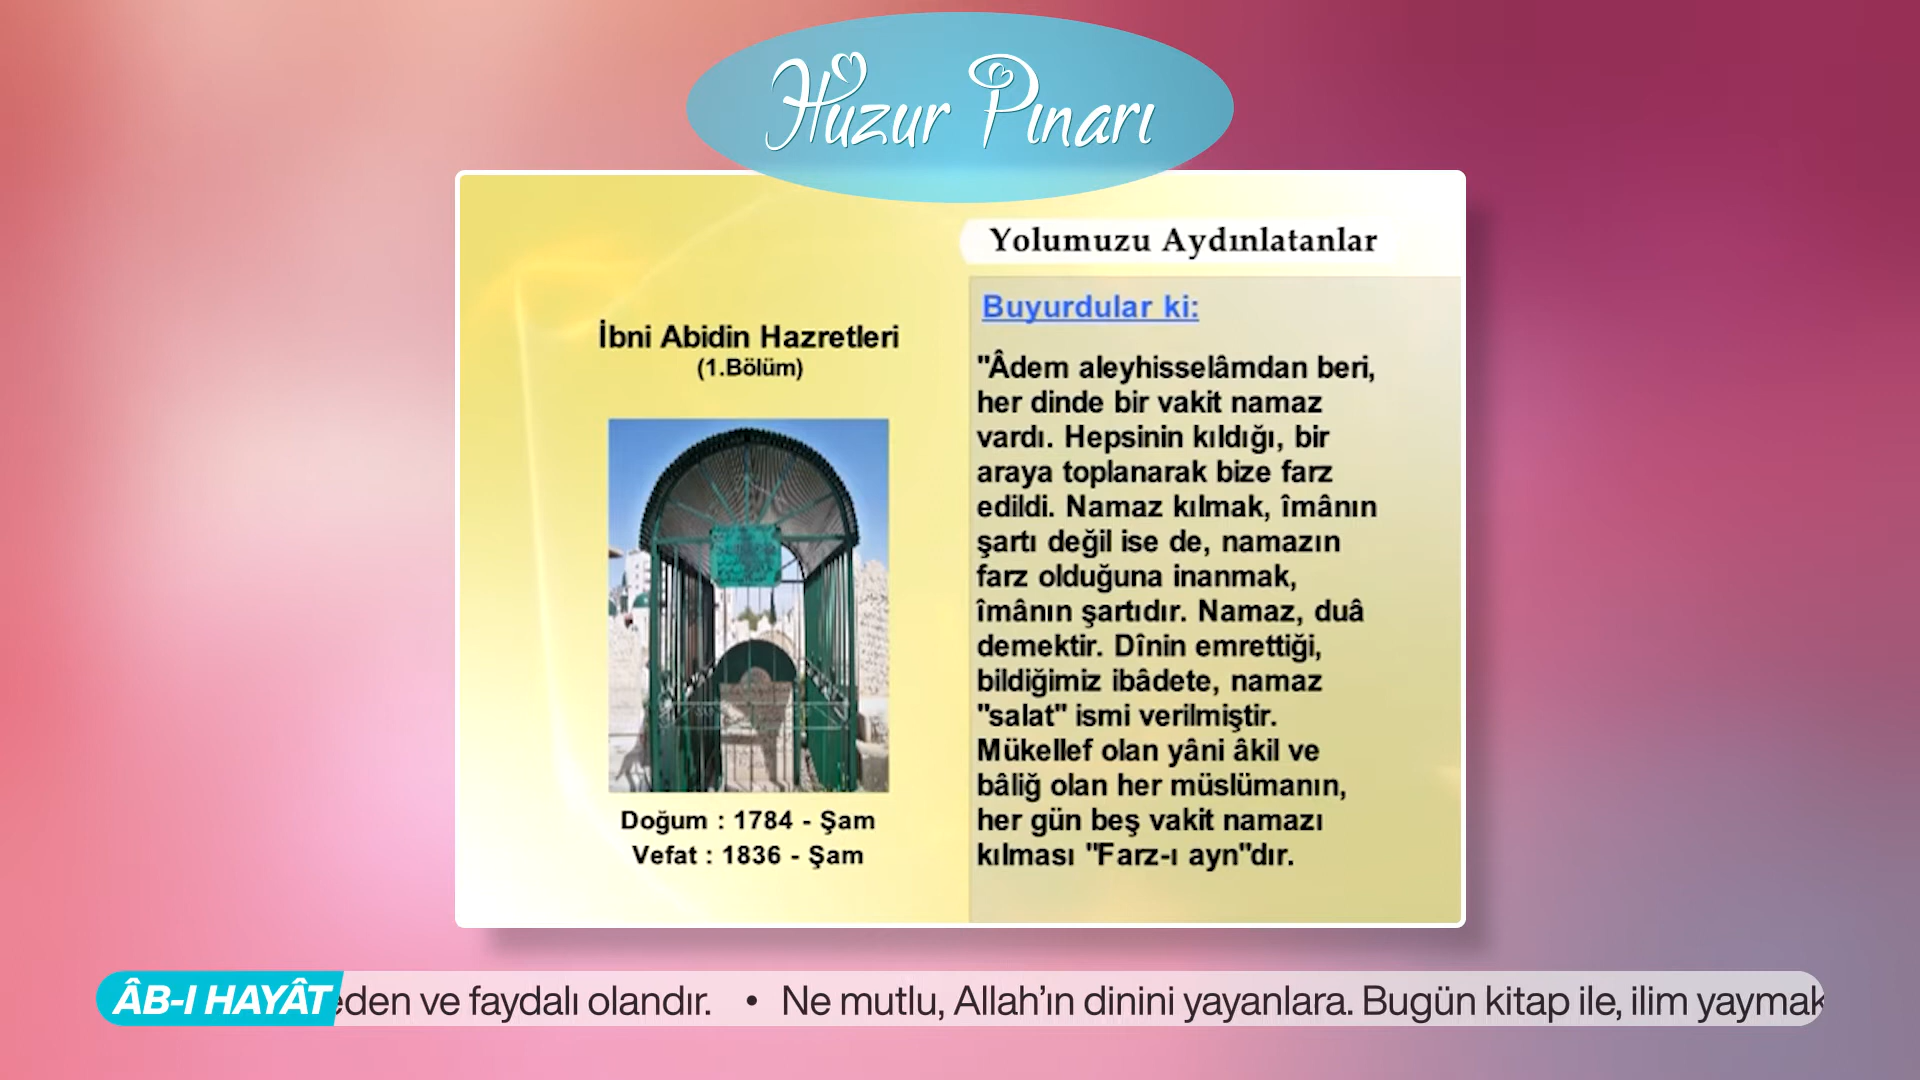 Huzur Pınarı
Yolumuzu Aydınlatanlar
İbni Abidin Hazretleri
(1.Bölüm)
Doğum : 1784 - Şam
Vefat : 1836 - Şam
Buyurdular ki:
"Âdem aleyhisselâmdan beri,
her dinde bir vakit namaz
vardı. Hepsinin kıldığı, bir
araya toplanarak bize farz
edildi. Namaz kılmak, îmânın
şartı değil ise de, namazın
farz olduğuna inanmak,
îmânın şartıdır. Namaz, duâ
demektir. Dînin emrettiği,
bildiğimiz ibâdete, namaz
"salat" ismi verilmiştir.
Mükellef olan yâni âkil ve
bâliğ olan her müslümanın,
her gün beş vakit namazı
kılması "Farz-ı ayn"dır.
ÂB-I HAYÂT
eden ve faydalı olandır. • Ne mutlu, Allah'ın dinini yayanlara. Bugün kitap ile, ilim yaymak